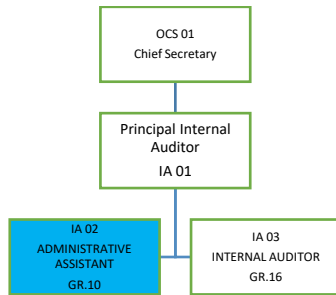 OCS 01
Chief Secretary
Principal Internal
Auditor
IA 01
IA 02
ADMINISTRATIVE
ASSISTANT
GR.10
IA 03
INTERNAL AUDITOR
GR.16